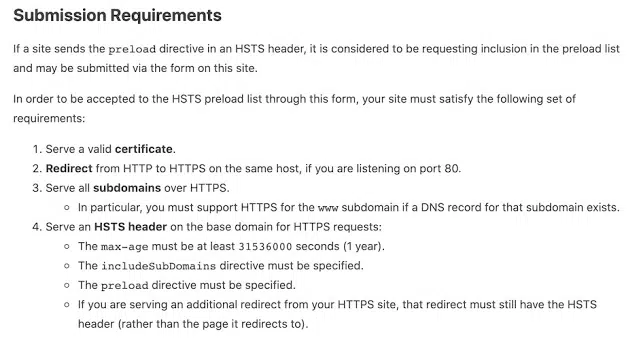 Submission Requirements
If a site sends the preload directive in an HSTS header, it is considered to be requesting inclusion in the preload list
and may be submitted via the form on this site.
In order to be accepted to the HSTS preload list through this form, your site must satisfy the following set of
requirements:
1. Serve a valid certificate.
2. Redirect from HTTP to HTTPS on the same host, if you are listening on port 80.
3. Serve all subdomains over HTTPS.
◦ In particular, you must support HTTPS for the www subdomain if a DNS record for that subdomain exists.
4. Serve an HSTS header on the base domain for HTTPS requests:
◦ The max-age must be at least 31536000 seconds (1 year).
◦ The includeSubDomains directive must be specified.
◦ The preload directive must be specified.
◦ If you are serving an additional redirect from your HTTPS site, that redirect must still have the HSTS
header (rather than the page it redirects to).